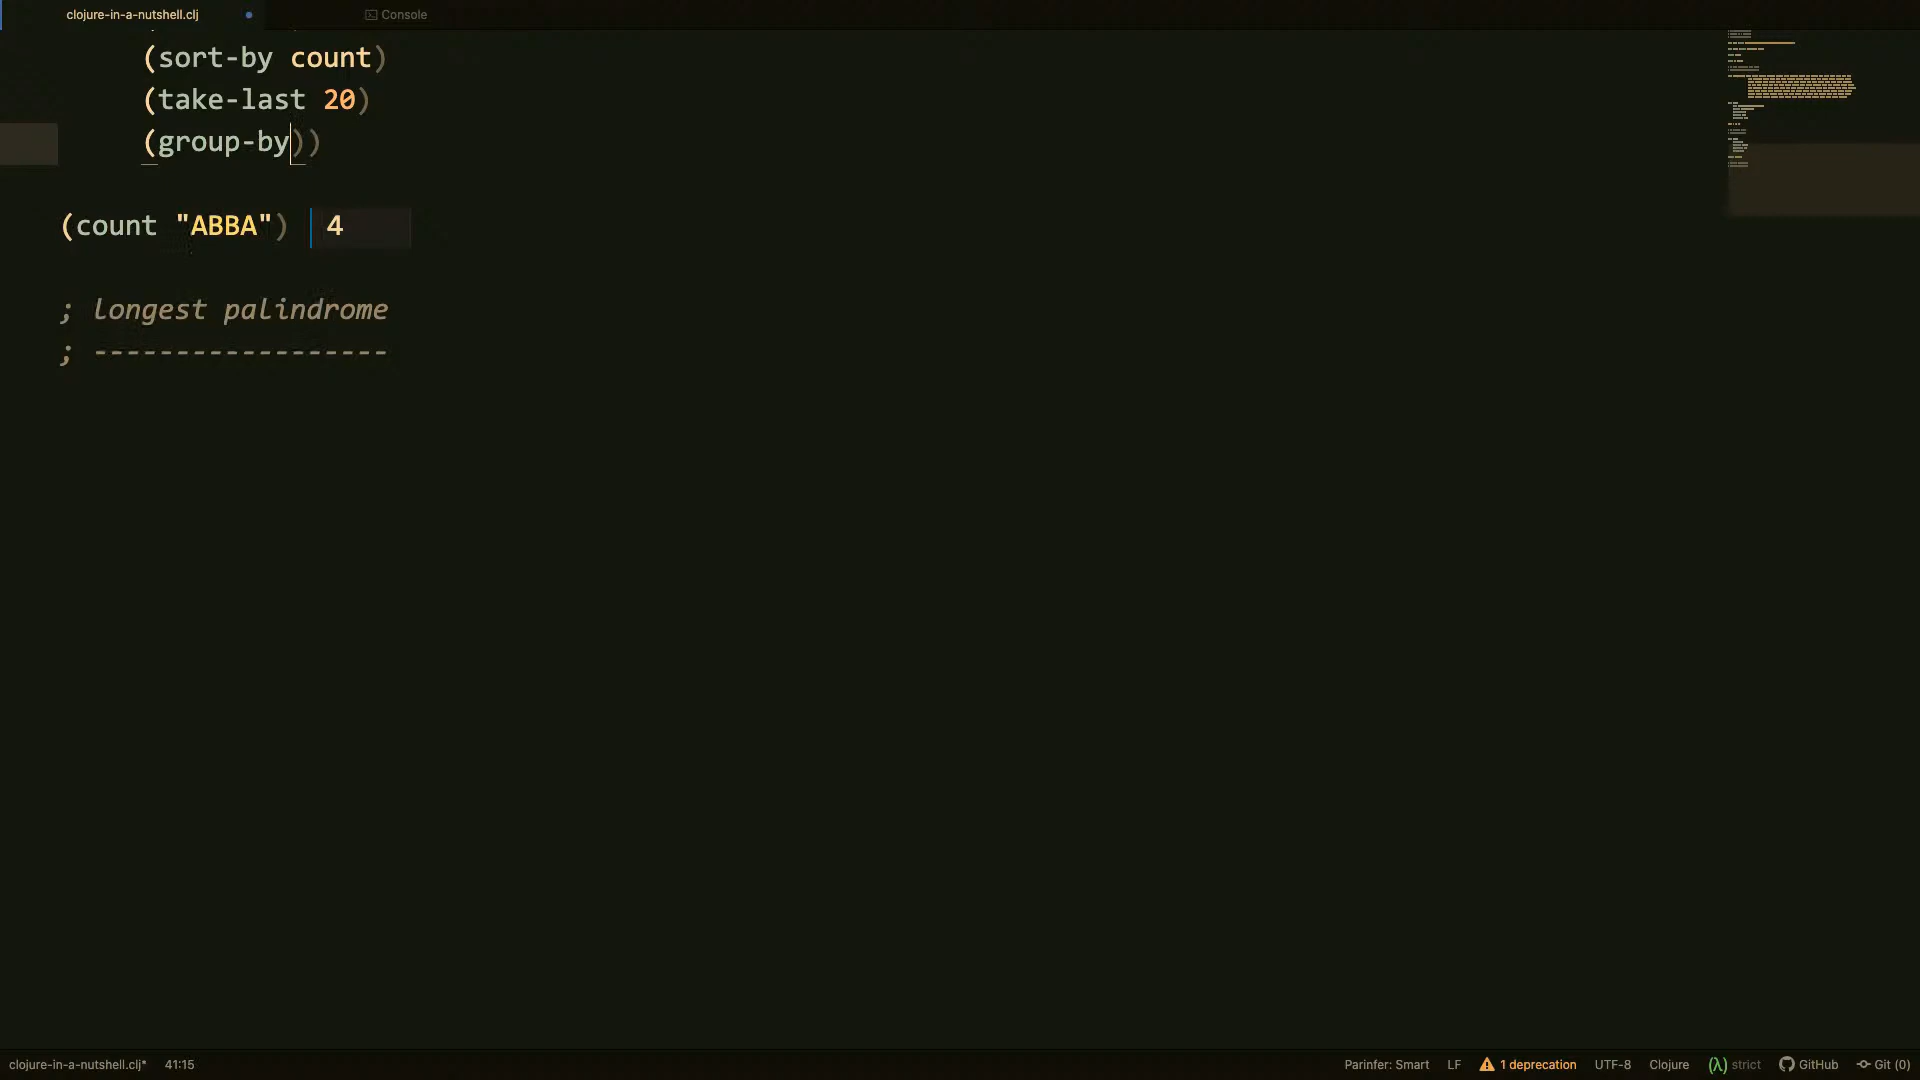 clojure-in-a-nutshell.clj Console
(sort-by count)
(take-last 20)
(group-by))
(count "ABBA") 4
; longest palindrome
; ------------------
clojure-in-a-nutshell.clj* 41:15 Parinfer: Smart LF 1 deprecation UTF-8 Clojure (λ) strict GitHub Git (0)